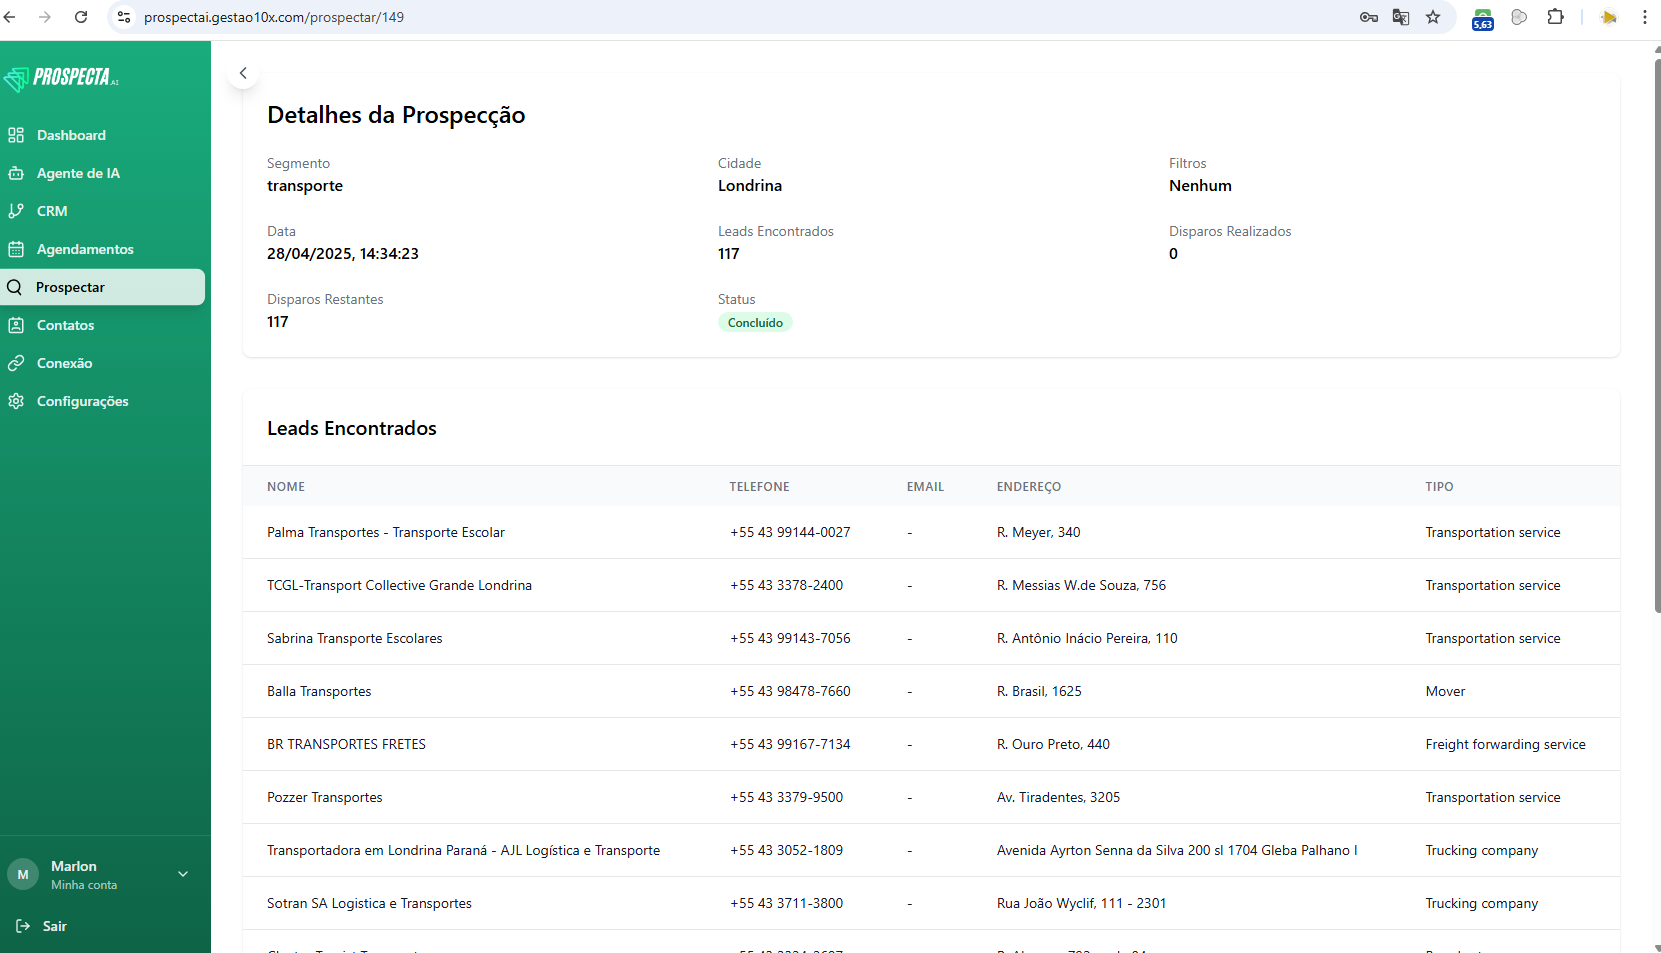 prospectai.gestao10x.com/prospectar/149
5,63
PROSPECTA.AI
Dashboard
Agente de IA
CRM
Agendamentos
Prospectar
Contatos
Conexão
Configurações
M
Marlon
Minha conta
Sair
Detalhes da Prospecção
Segmento Cidade Filtros
transporte Londrina Nenhum
Data Leads Encontrados Disparos Realizados
28/04/2025, 14:34:23 117 0
Disparos Restantes Status
117 Concluído
Leads Encontrados
NOME TELEFONE EMAIL ENDEREÇO TIPO
Palma Transportes - Transporte Escolar +55 43 99144-0027 - R. Meyer, 340 Transportation service
TCGL-Transport Collective Grande Londrina +55 43 3378-2400 - R. Messias W.de Souza, 756 Transportation service
Sabrina Transporte Escolares +55 43 99143-7056 - R. Antônio Inácio Pereira, 110 Transportation service
Balla Transportes +55 43 98478-7660 - R. Brasil, 1625 Mover
BR TRANSPORTES FRETES +55 43 99167-7134 - R. Ouro Preto, 440 Freight forwarding service
Pozzer Transportes +55 43 3379-9500 - Av. Tiradentes, 3205 Transportation service
Transportadora em Londrina Paraná - AJL Logística e Transporte +55 43 3052-1809 - Avenida Ayrton Senna da Silva 200 sl 1704 Gleba Palhano I Trucking company
Sotran SA Logistica e Transportes +55 43 3711-3800 - Rua João Wyclif, 111 - 2301 Trucking company